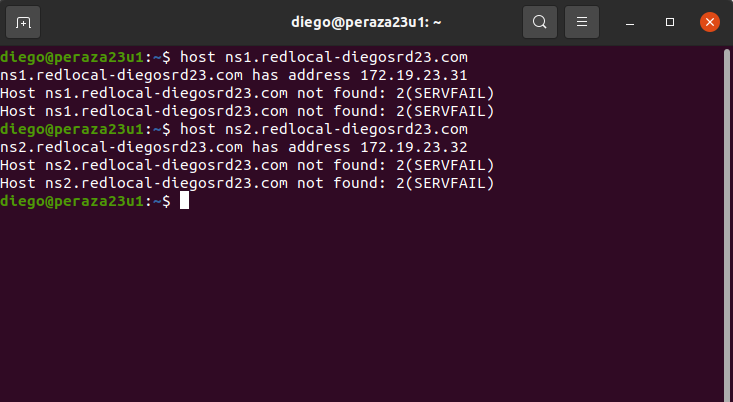 diego@peraza23u1: ~
diego@peraza23u1:~$ host ns1.redlocal-diegosrd23.com
ns1.redlocal-diegosrd23.com has address 172.19.23.31
Host ns1.redlocal-diegosrd23.com not found: 2(SERVFAIL)
Host ns1.redlocal-diegosrd23.com not found: 2(SERVFAIL)
diego@peraza23u1:~$ host ns2.redlocal-diegosrd23.com
ns2.redlocal-diegosrd23.com has address 172.19.23.32
Host ns2.redlocal-diegosrd23.com not found: 2(SERVFAIL)
Host ns2.redlocal-diegosrd23.com not found: 2(SERVFAIL)
diego@peraza23u1:~$